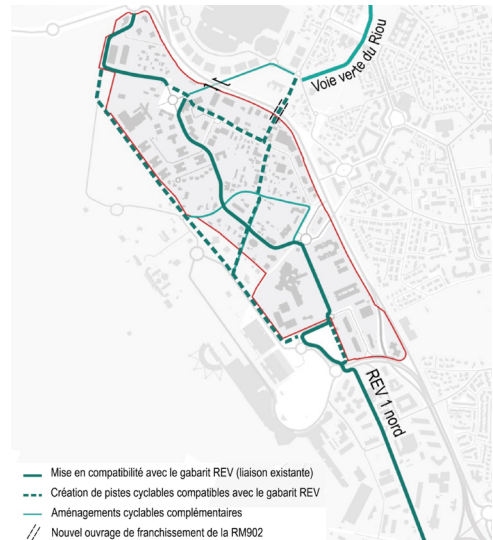 Voie verte du Riou
REV 1 nord
Mise en compatibilité avec le gabarit REV (liaison existante)
Création de pistes cyclables compatibles avec le gabarit REV
Aménagements cyclables complémentaires
Nouvel ouvrage de franchissement de la RM902